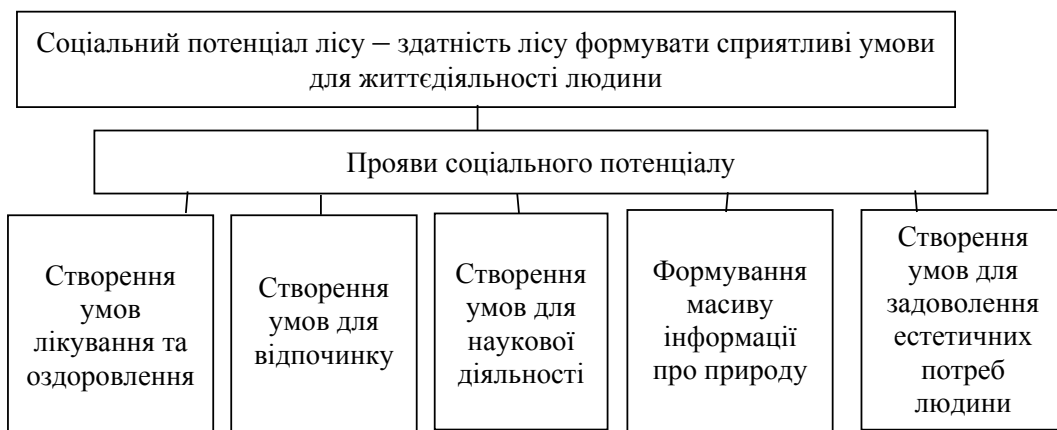 Соціальний потенціал лісу – здатність лісу формувати сприятливі умови
для життєдіяльності людини
Прояви соціального потенціалу
Створення
умов
лікування та
оздоровлення
Створення
умов для
відпочинку
Створення
умов для
наукової
діяльності
Формування
масиву
інформації
про природу
Створення
умов для
задоволення
естетичних
потреб
людини